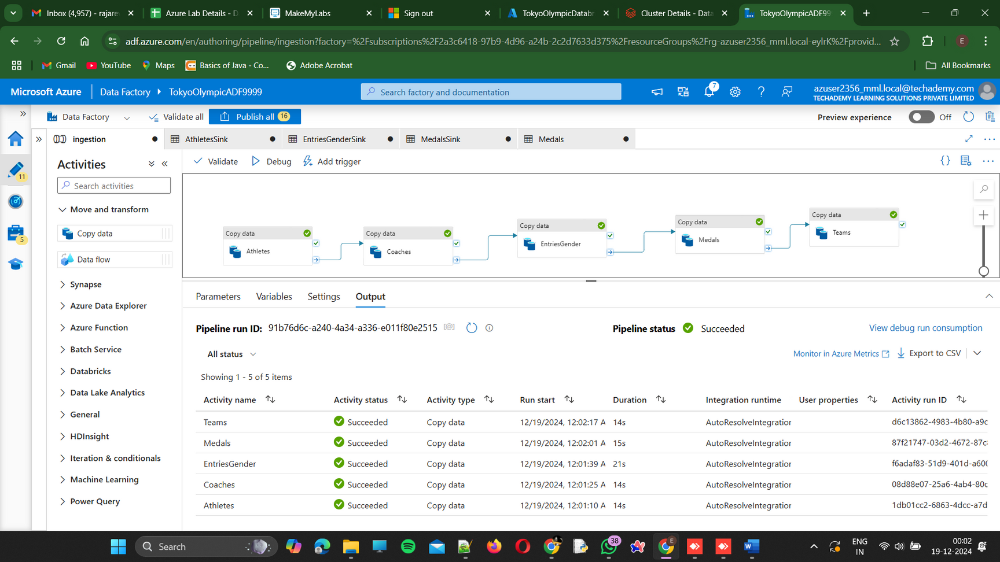 Inbox (4,957) - rajare
Azure Lab Details - D
MakeMyLabs
Sign out
TokyoOlympicDatabr
Cluster Details - Data
TokyoOlympicADF99
adf.azure.com/en/authoring/pipeline/ingestion?factory=%2Fsubscriptions%2F2a3c6418-97b9-4d96-a24b-2c2d7633d375%2FresourceGroups%2Frg-azuser2356_mml.local-eylrK%2Fprovid...
E
Gmail
YouTube
Maps
Basics of Java - Co...
Adobe Acrobat
All Bookmarks
Microsoft Azure
Data Factory
TokyoOlympicADF9999
Search factory and documentation
7
azuser2356_mml.local@techademy.com
TECHADEMY LEARNING SOLUTIONS PRIVATE LIMITED
Data Factory
Validate all
Publish all 16
Preview experience
Off
ingestion
AthletesSink
EntriesGenderSink
MedalsSink
Medals
11
5
Activities
Search activities
Move and transform
Copy data
Data flow
Synapse
Azure Data Explorer
Azure Function
Batch Service
Databricks
Data Lake Analytics
General
HDInsight
Iteration & conditionals
Machine Learning
Power Query
Validate
Debug
Add trigger
Copy data
Athletes
Copy data
Coaches
Copy data
EntriesGender
Copy data
Medals
Copy data
Teams
Parameters
Variables
Settings
Output
Pipeline run ID: 91b76d6c-a240-4a34-a336-e011f80e2515
Pipeline status Succeeded
View debug run consumption
All status
Monitor in Azure Metrics
Export to CSV
Showing 1 - 5 of 5 items
Activity name Activity status Activity type Run start Duration Integration runtime User properties Activity run ID
Teams Succeeded Copy data 12/19/2024, 12:02:17 A 14s AutoResolveIntegration d6c13862-4983-4b80-a9c
Medals Succeeded Copy data 12/19/2024, 12:02:01 A 15s AutoResolveIntegration 87f21747-03d2-4672-87c
EntriesGender Succeeded Copy data 12/19/2024, 12:01:39 A 21s AutoResolveIntegration f6adaf83-51d9-401d-a600
Coaches Succeeded Copy data 12/19/2024, 12:01:25 A 14s AutoResolveIntegration 08d88e07-25a6-4ab4-80c
Athletes Succeeded Copy data 12/19/2024, 12:01:10 A 14s AutoResolveIntegration 1db01cc2-6863-4dcc-a7d
Search
E
38
ENG
IN
00:02
19-12-2024